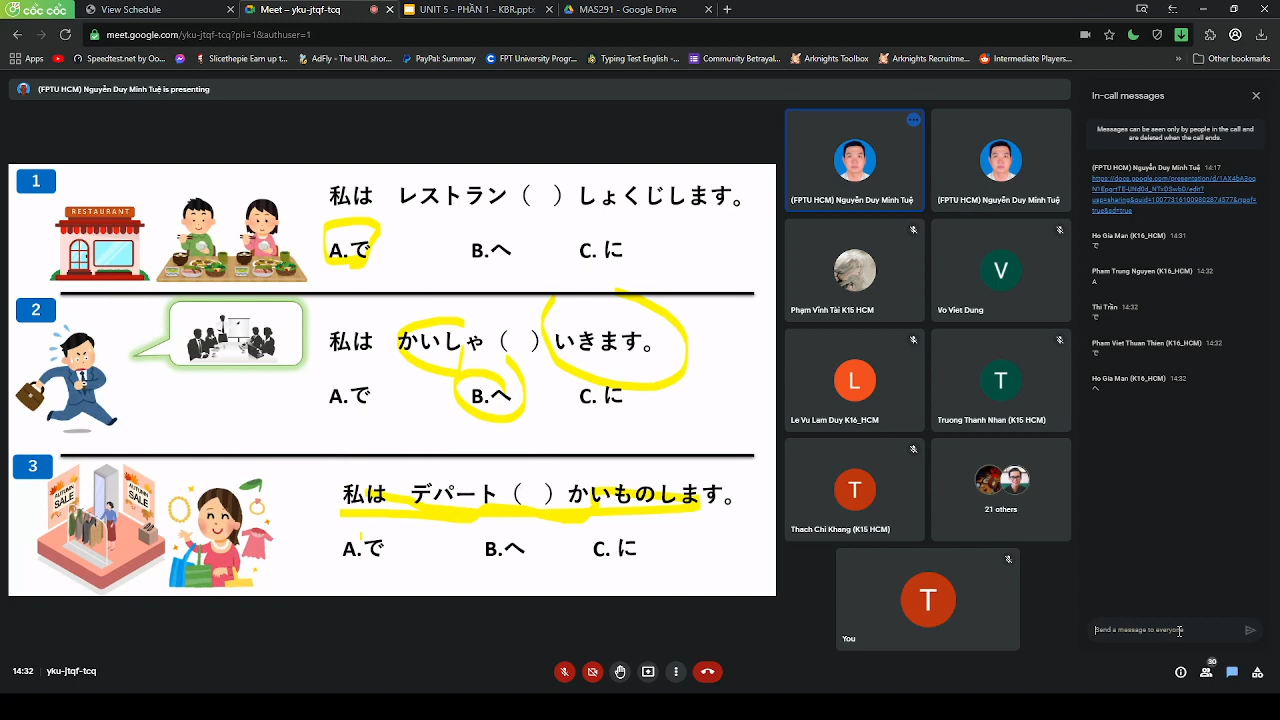 cốc cốc
View Schedule
Meet – yku-jtqf-tcq
UNIT 5 - PHẦN 1 - KBR.pptx
MAS291 - Google Drive
meet.google.com/yku-jtqf-tcq?pli=1&authuser=1
Apps
Speedtest.net by Oo...
Slicethepie Earn up t...
AdFly - The URL shor...
PayPal: Summary
FPT University Progr...
Typing Test English -...
Community Betrayal...
Arknights Toolbox
Arknights Recruitme...
Intermediate Players...
Other bookmarks
(FPTU HCM) Nguyễn Duy Minh Tuệ is presenting
1
RESTAURANT
私は レストラン（ ）しょくじします。
A.で B.へ C. に
2
私は かいしゃ（ ）いきます。
A.で B.へ C. に
3
AUTUMN SALE
AUTUMN SALE
私は デパート（ ）かいものします。
A.で B.へ C. に
(FPTU HCM) Nguyễn Duy Minh Tuệ
(FPTU HCM) Nguyễn Duy Minh Tuệ
Phạm Vĩnh Tài K15 HCM
V
Vo Viet Dung
L
Le Vu Lam Duy K16_HCM
T
Truong Thanh Nhan (K15 HCM)
T
Thach Chi Khang (K15 HCM)
21 others
T
You
In-call messages
Messages can be seen only by people in the call and
are deleted when the call ends.
(FPTU HCM) Nguyễn Duy Minh Tuệ 14:17
Ho Gia Man (K16_HCM) 14:31
で
Pham Trung Nguyen (K16_HCM) 14:32
A
Thi Trần 14:32
で
Pham Viet Thuan Thien (K16_HCM) 14:32
で
Ho Gia Man (K16_HCM) 14:32
へ
Send a message to everyone
14:32 yku-jtqf-tcq
30